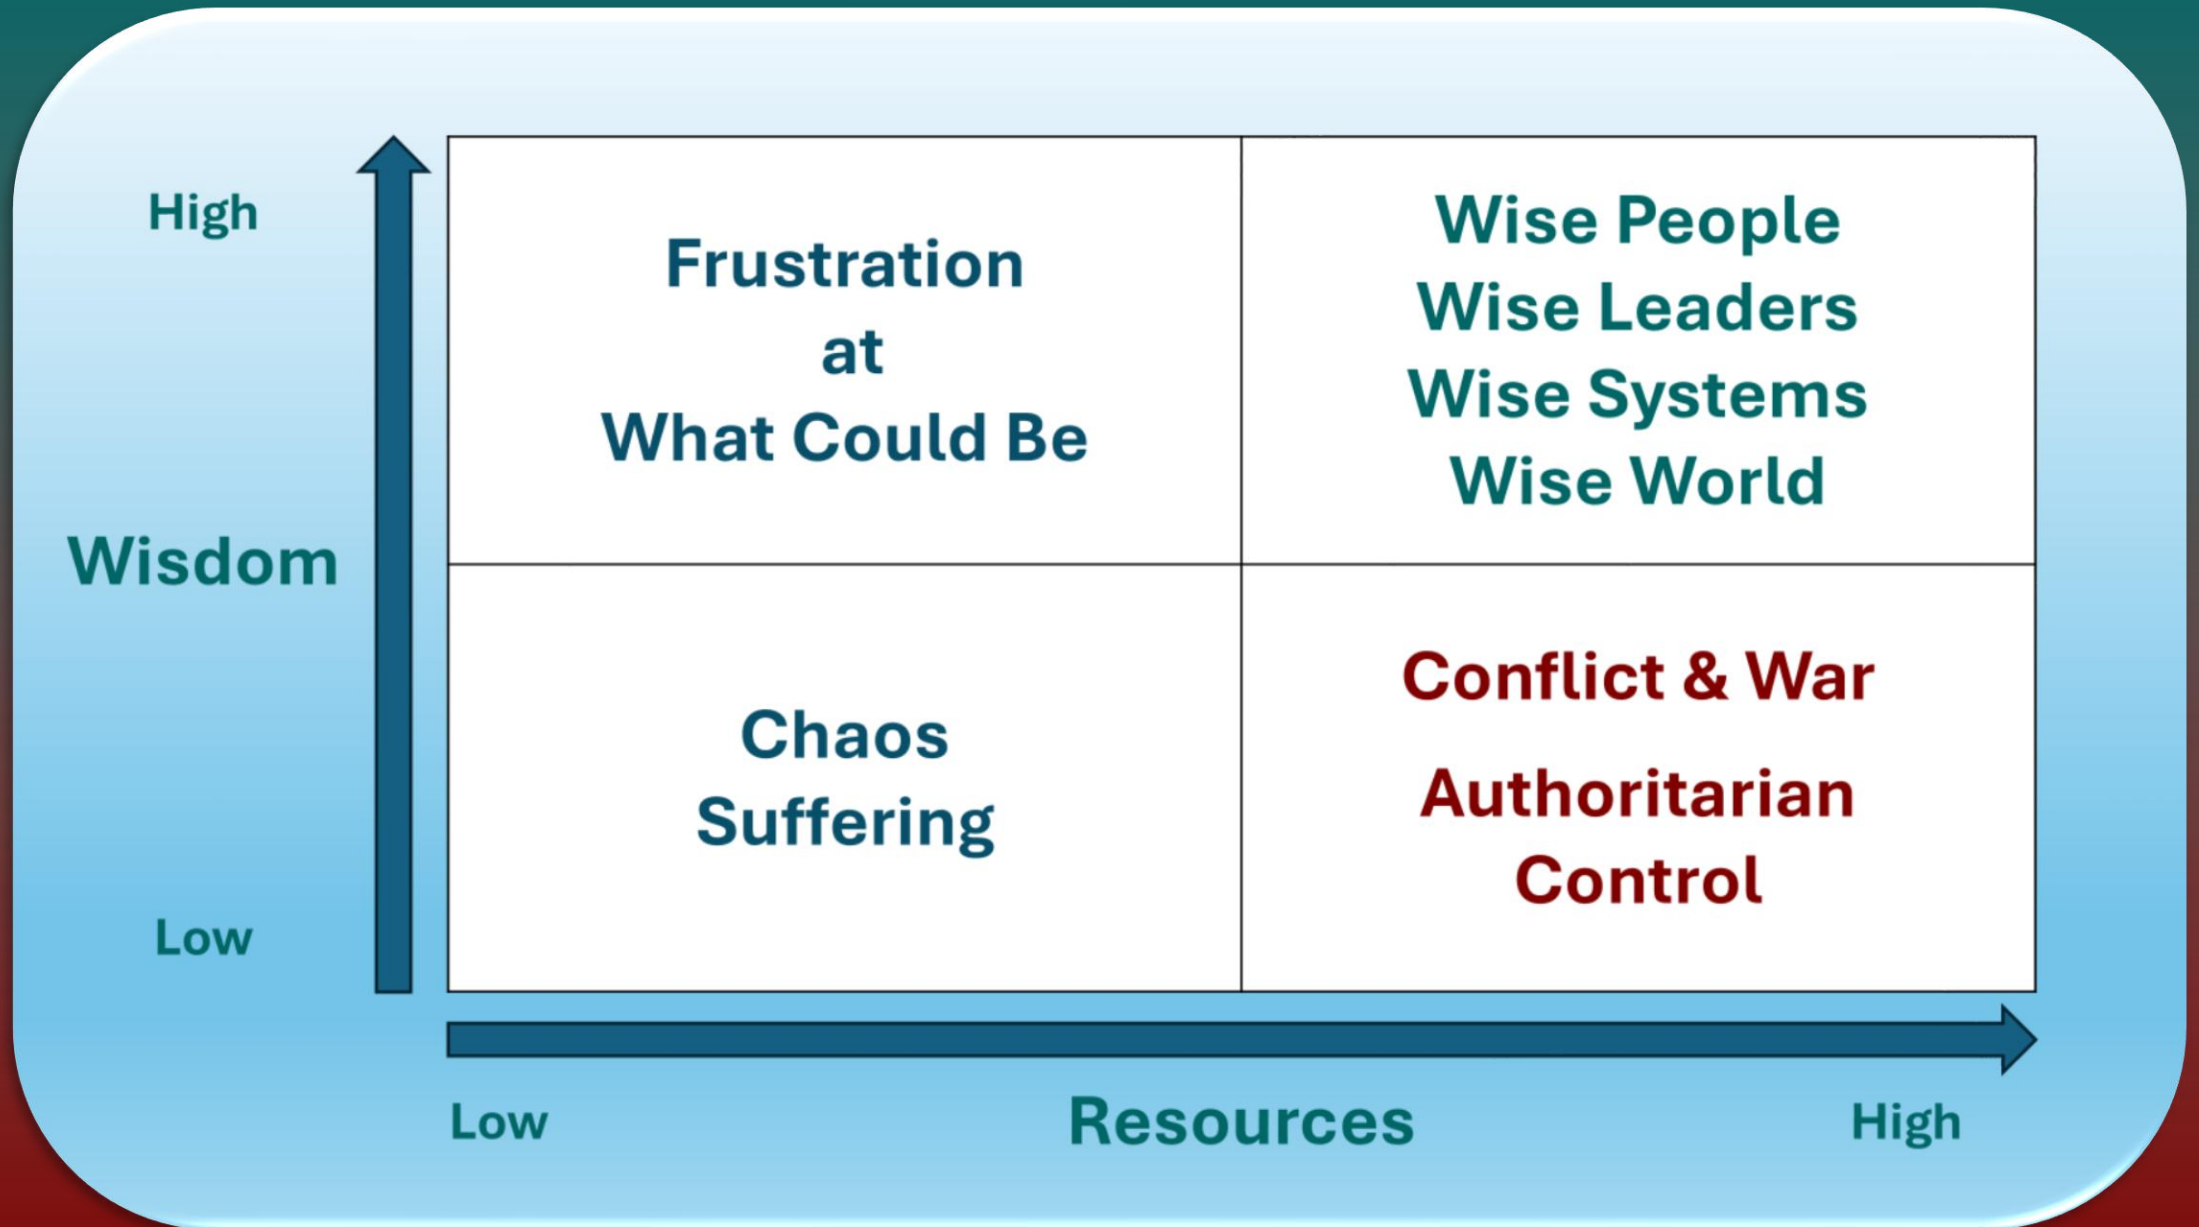 High
Wisdom
Low
Frustration
at
What Could Be
Wise People
Wise Leaders
Wise Systems
Wise World
Chaos
Suffering
Conflict & War
Authoritarian
Control
Low
Resources
High